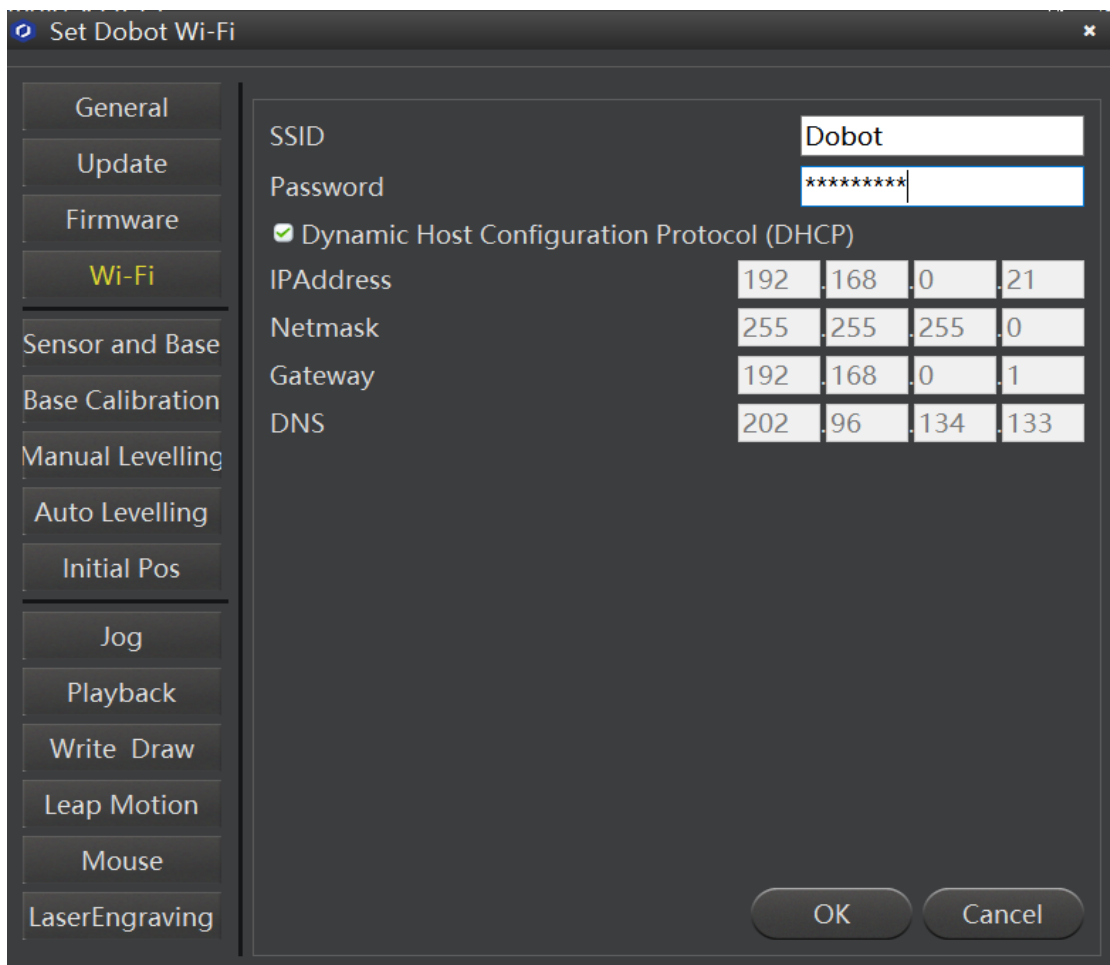 Set Dobot Wi-Fi
General
Update
Firmware
Wi-Fi
Sensor and Base
Base Calibration
Manual Levelling
Auto Levelling
Initial Pos
Jog
Playback
Write Draw
Leap Motion
Mouse
LaserEngraving
SSID Dobot
Password *********
Dynamic Host Configuration Protocol (DHCP)
IPAddress 192.168.0.21
Netmask 255.255.255.0
Gateway 192.168.0.1
DNS 202.96.134.133
OK Cancel